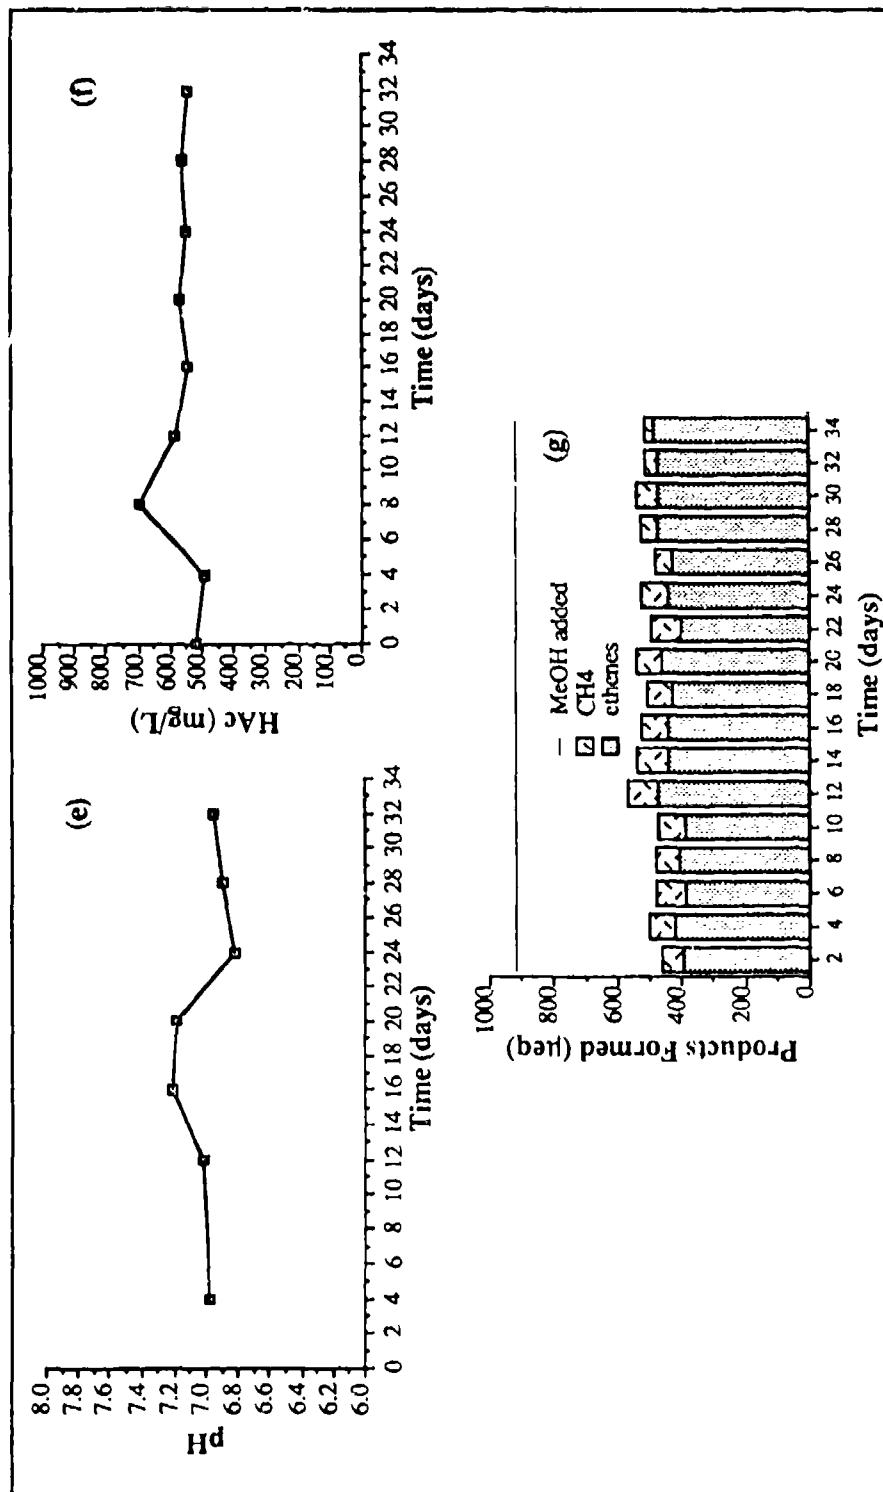 (e)
pH
8.0
7.8
7.6
7.4
7.2
7.0
6.8
6.6
6.4
6.2
6.0
0 2 4 6 8 10 12 14 16 18 20 22 24 26 28 30 32 34
Time (days)
(f)
HAc (mg/L)
1000
900
800
700
600
500
400
300
200
100
0
0 2 4 6 8 10 12 14 16 18 20 22 24 26 28 30 32 34
Time (days)
(g)
Products Formed (µeq)
1000
800
600
400
200
0
MeOH added
CH4
ethenes
2 4 6 8 10 12 14 16 18 20 22 24 26 28 30 32 34
Time (days)